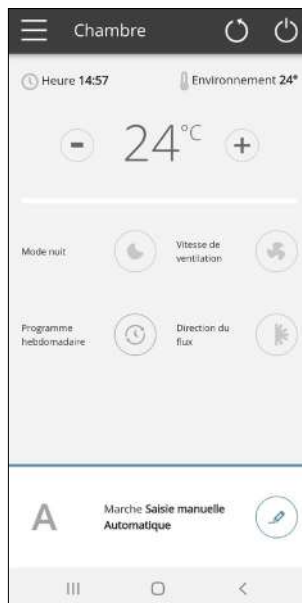 Chambre
Heure 14:57
Environnement 24°
24°C
Mode nuit
Vitesse de
ventilation
Programme
hebdomadaire
Direction du
flux
A
Marche Saisie manuelle
Automatique